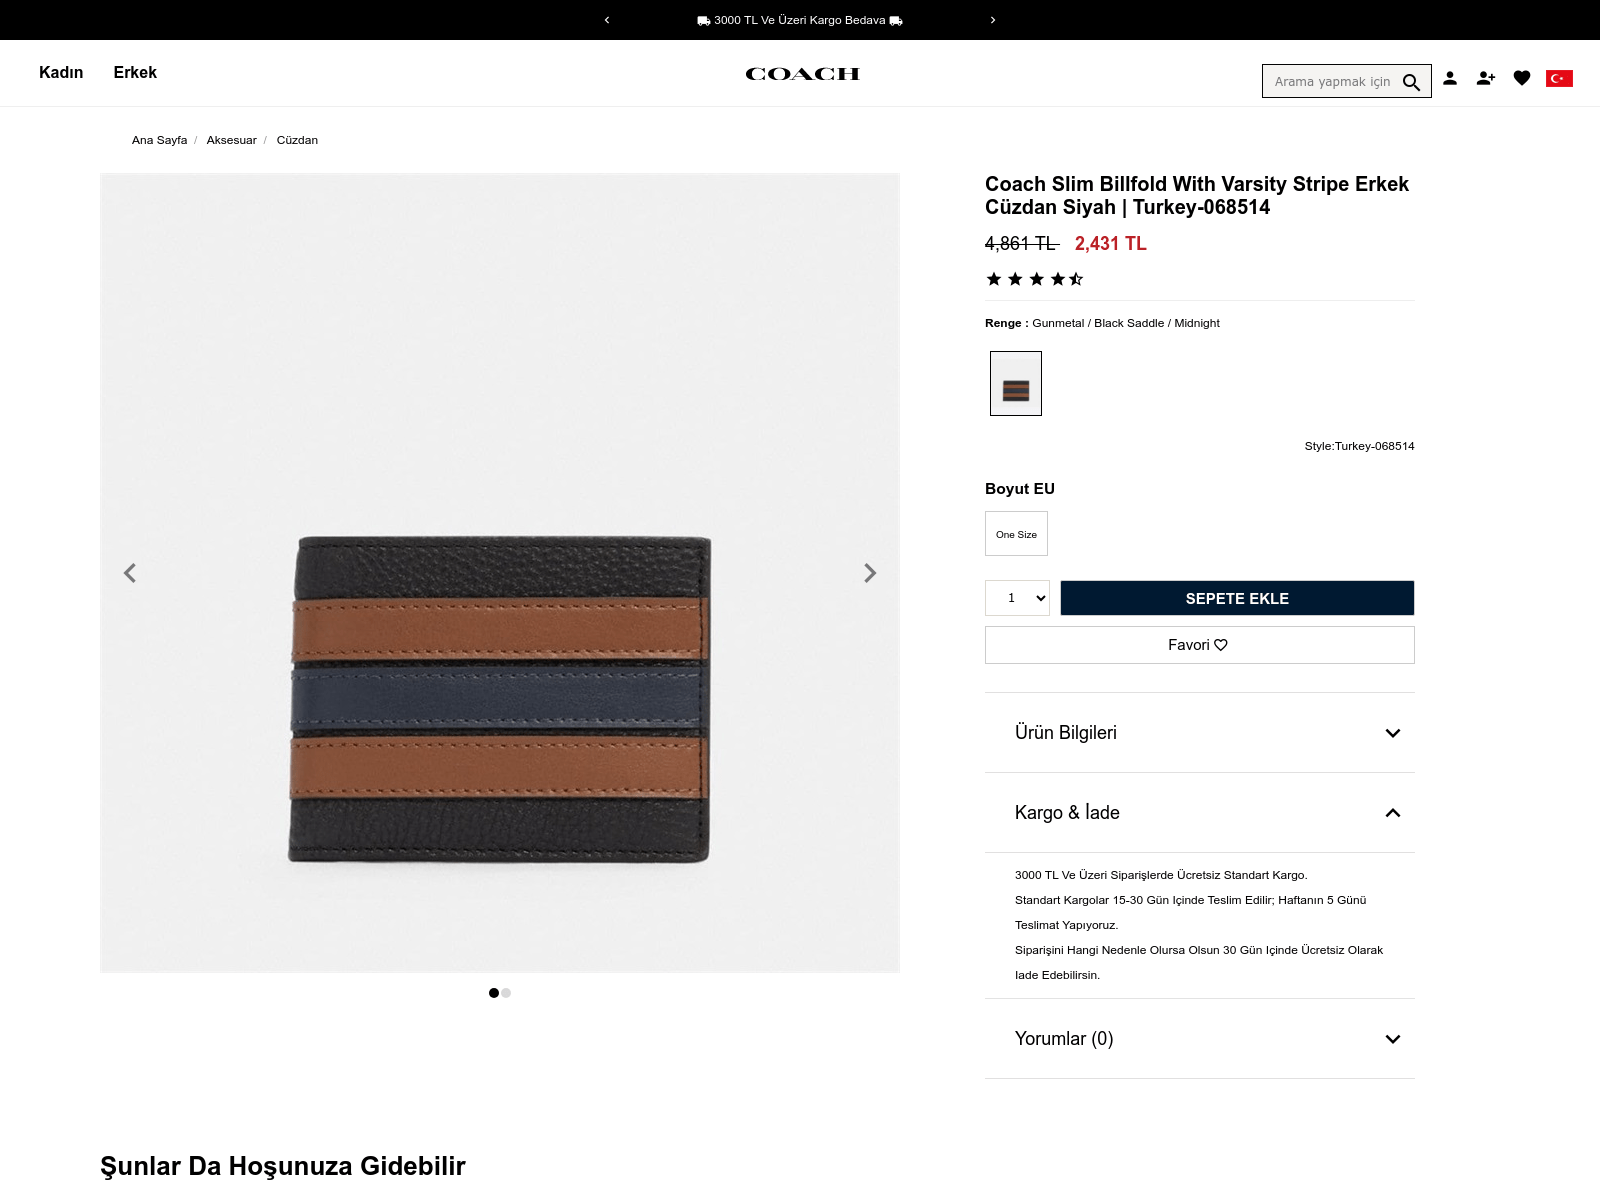 3000 TL Ve Üzeri Kargo Bedava
Kadın
Erkek
COACH
Arama yapmak için
Ana Sayfa / Aksesuar / Cüzdan
Coach Slim Billfold With Varsity Stripe Erkek
Cüzdan Siyah | Turkey-068514
4,861 TL 2,431 TL
Renge : Gunmetal / Black Saddle / Midnight
Style:Turkey-068514
Boyut EU
One Size
1
SEPETE EKLE
Favori
Ürün Bilgileri
Kargo & İade
3000 TL Ve Üzeri Siparişlerde Ücretsiz Standart Kargo.
Standart Kargolar 15-30 Gün Içinde Teslim Edilir; Haftanın 5 Günü
Teslimat Yapıyoruz.
Siparişini Hangi Nedenle Olursa Olsun 30 Gün Içinde Ücretsiz Olarak
Iade Edebilirsin.
Yorumlar (0)
Şunlar Da Hoşunuza Gidebilir